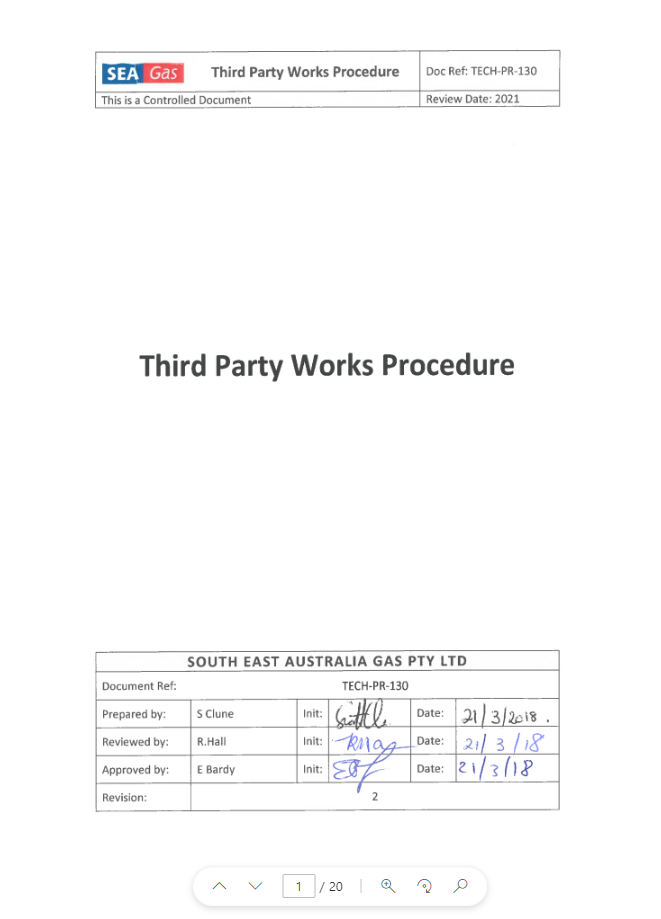 SEA Gas Third Party Works Procedure Doc Ref: TECH-PR-130
This is a Controlled Document Review Date: 2021
Third Party Works Procedure
SOUTH EAST AUSTRALIA GAS PTY LTD
Document Ref: TECH-PR-130
Prepared by: S Clune Init: Date: 21/3/2018.
Reviewed by: R.Hall Init: Date: 21/3/18
Approved by: E Bardy Init: Date: 21/3/18
Revision: 2
1 / 20